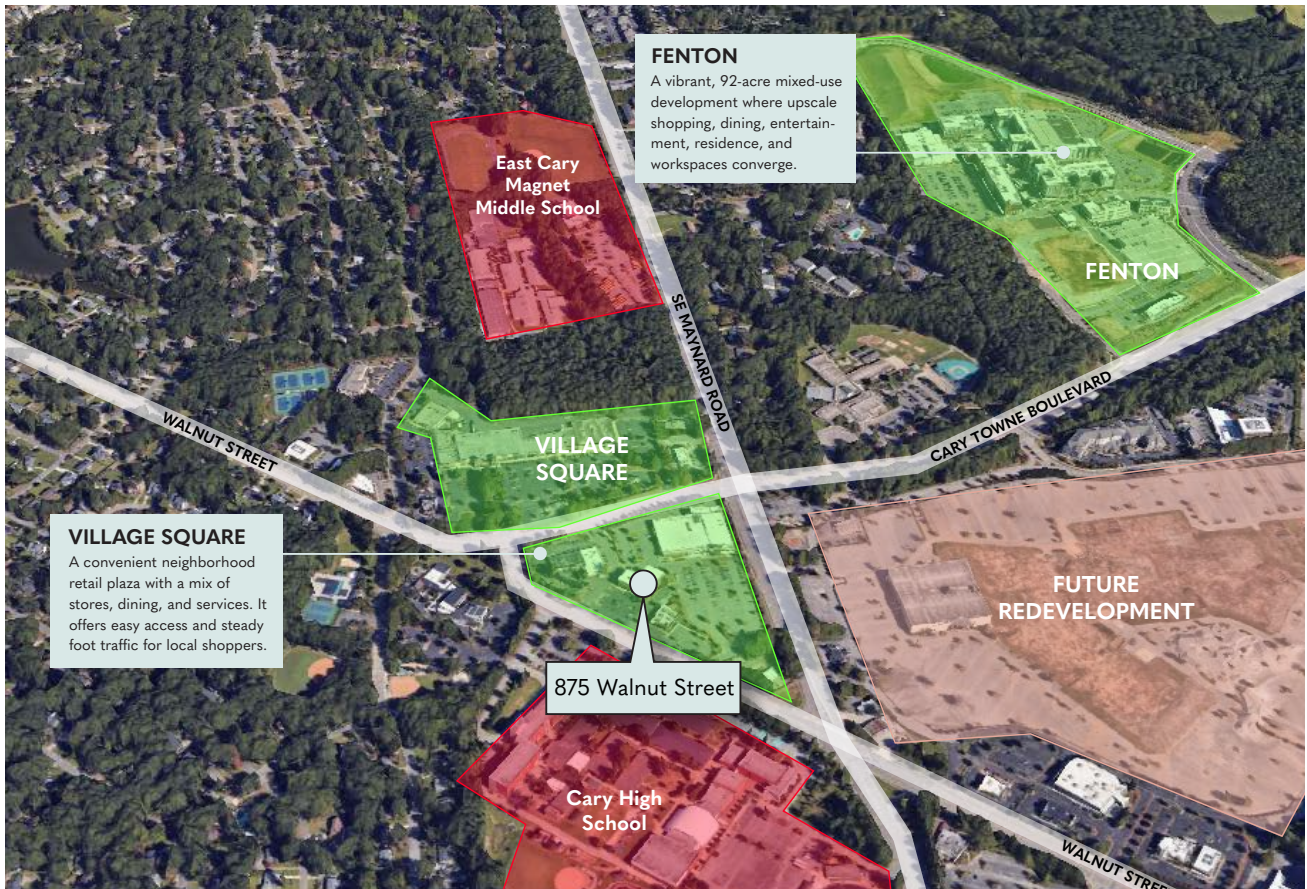 FENTON
A vibrant, 92-acre mixed-use
development where upscale
shopping, dining, entertain-
ment, residence, and
workspaces converge.
East Cary
Magnet
Middle School
FENTON
SE MAYNARD ROAD
CARY TOWNE BOULEVARD
WALNUT STREET
VILLAGE
SQUARE
VILLAGE SQUARE
A convenient neighborhood
retail plaza with a mix of
stores, dining, and services. It
offers easy access and steady
foot traffic for local shoppers.
FUTURE
REDEVELOPMENT
875 Walnut Street
Cary High
School
WALNUT STREE